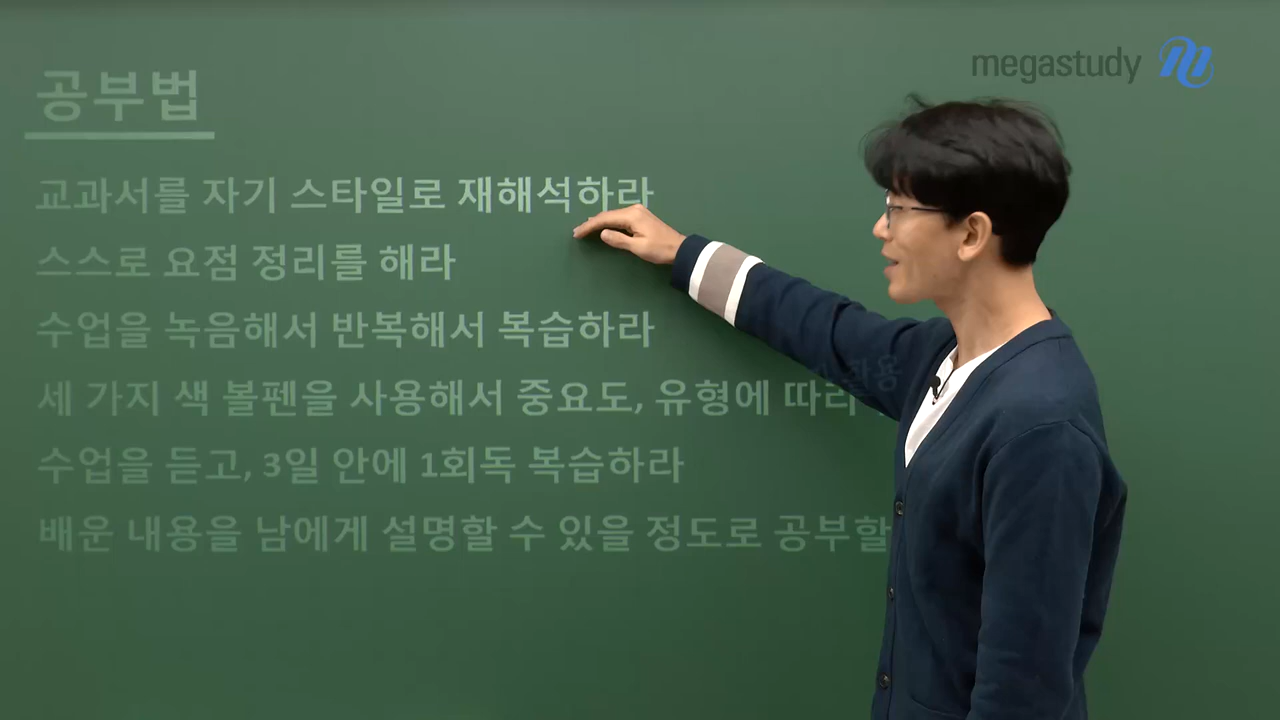 megastudy
공부법
교과서를 자기 스타일로 재해석하라
스스로 요점 정리를 해라
수업을 녹음해서 반복해서 복습하라
세 가지 색 볼펜을 사용해서 중요도, 유형에 따라
수업을 듣고, 3일 안에 1회독 복습하라
배운 내용을 남에게 설명할 수 있을 정도로 공부할